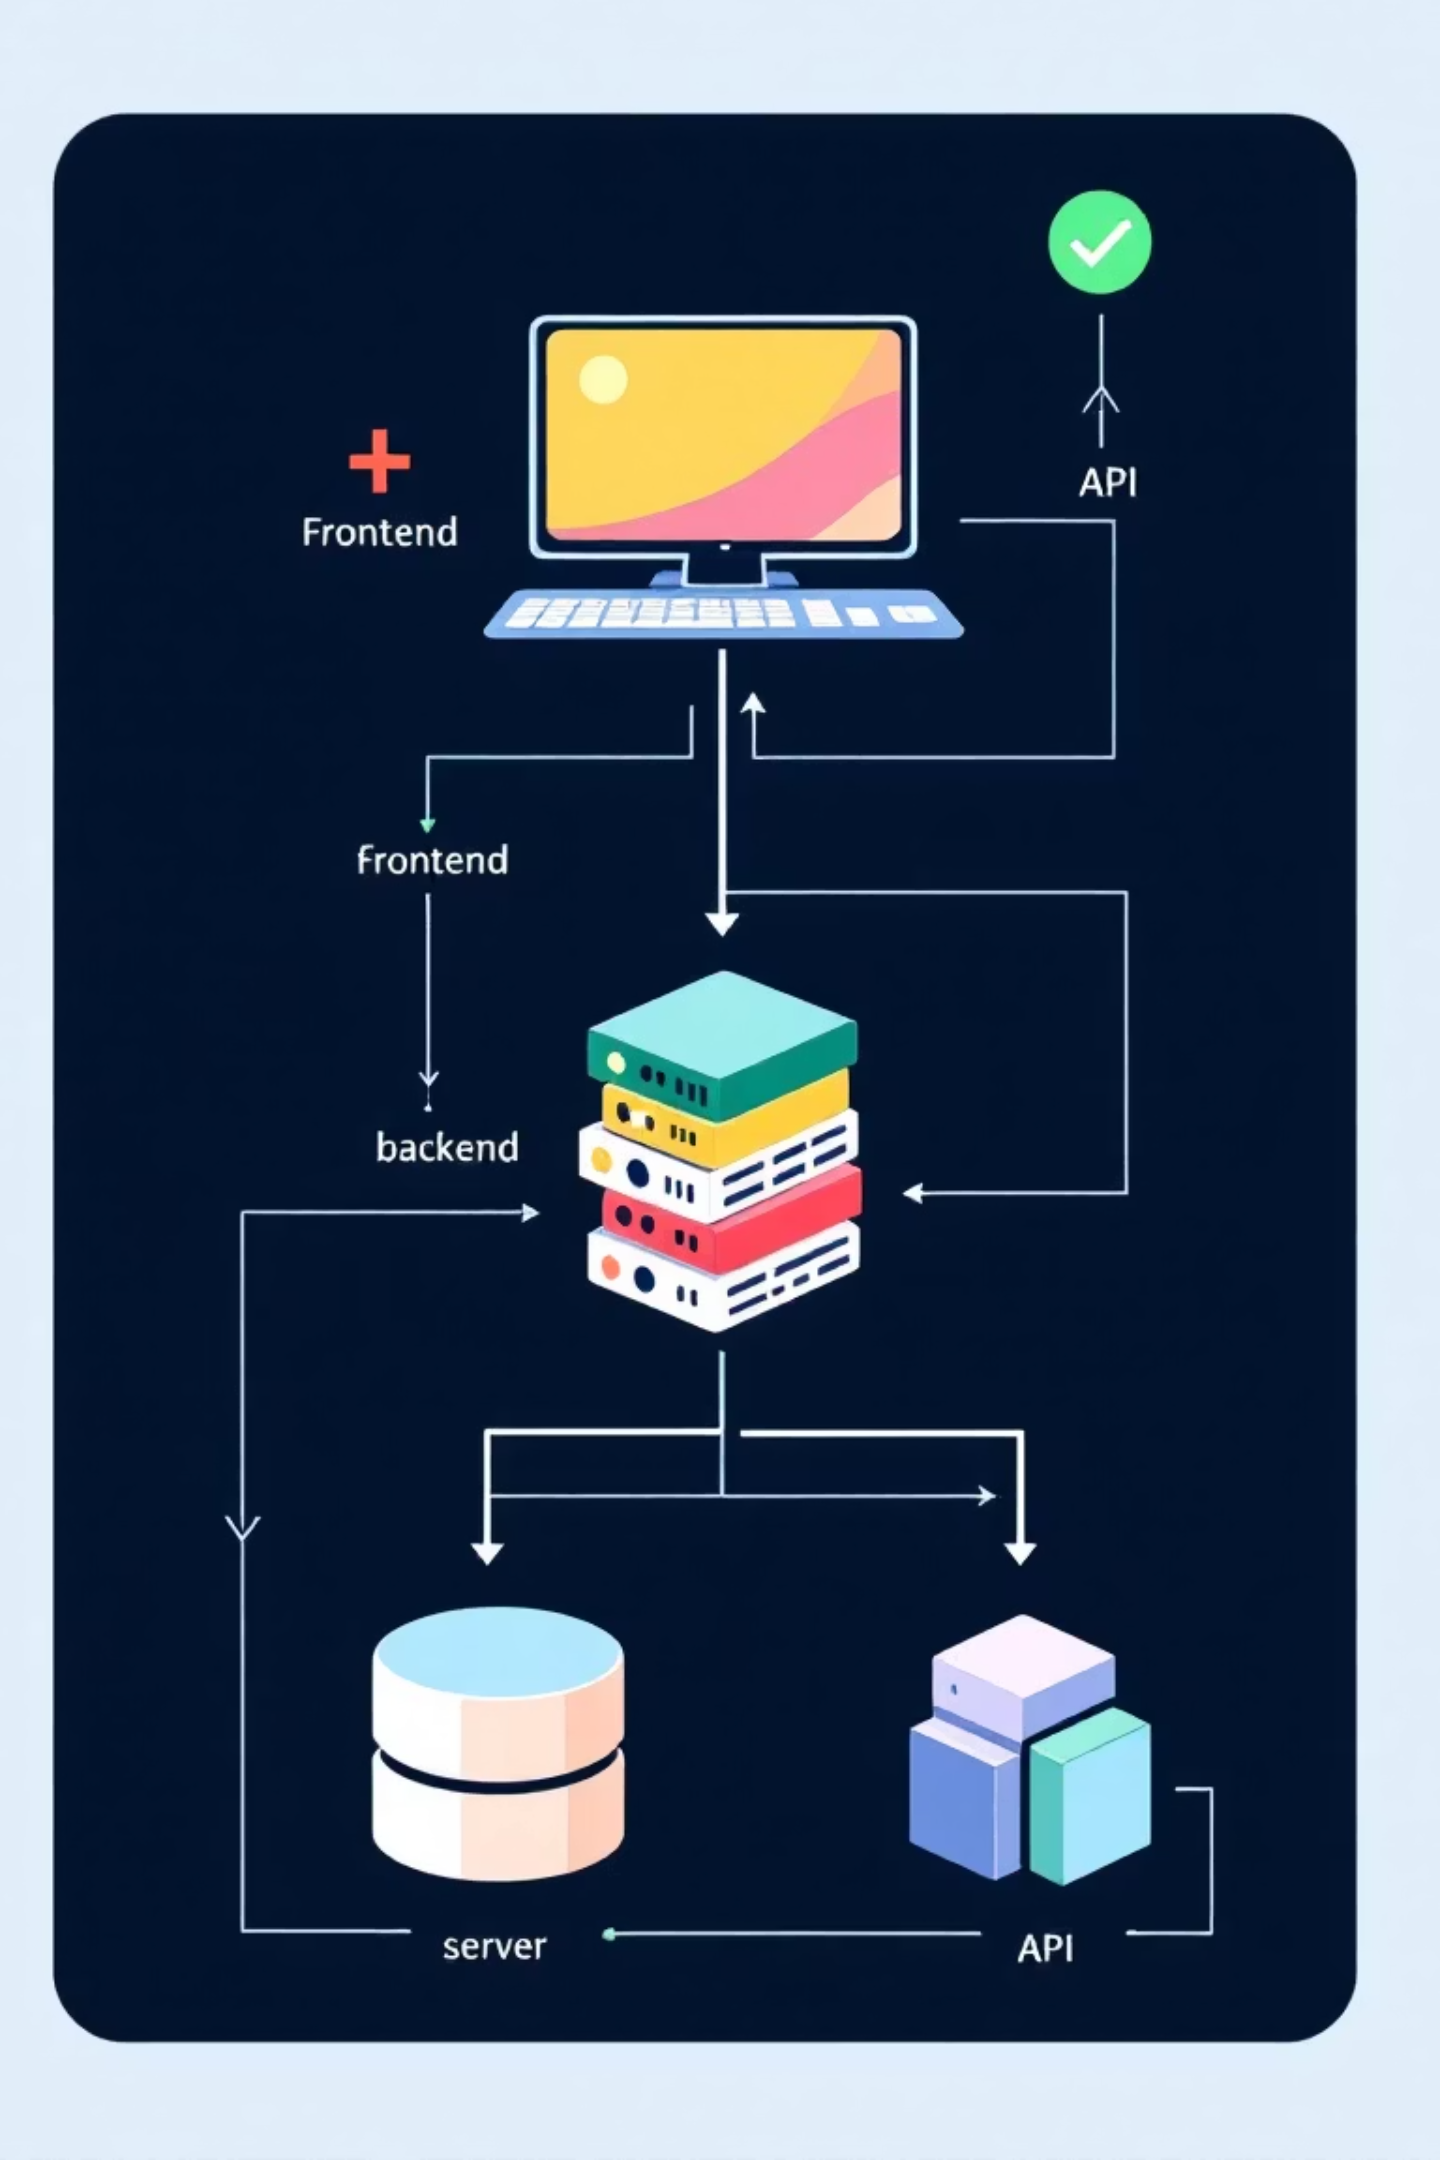 API
Frontend
frontend
backend
server
API